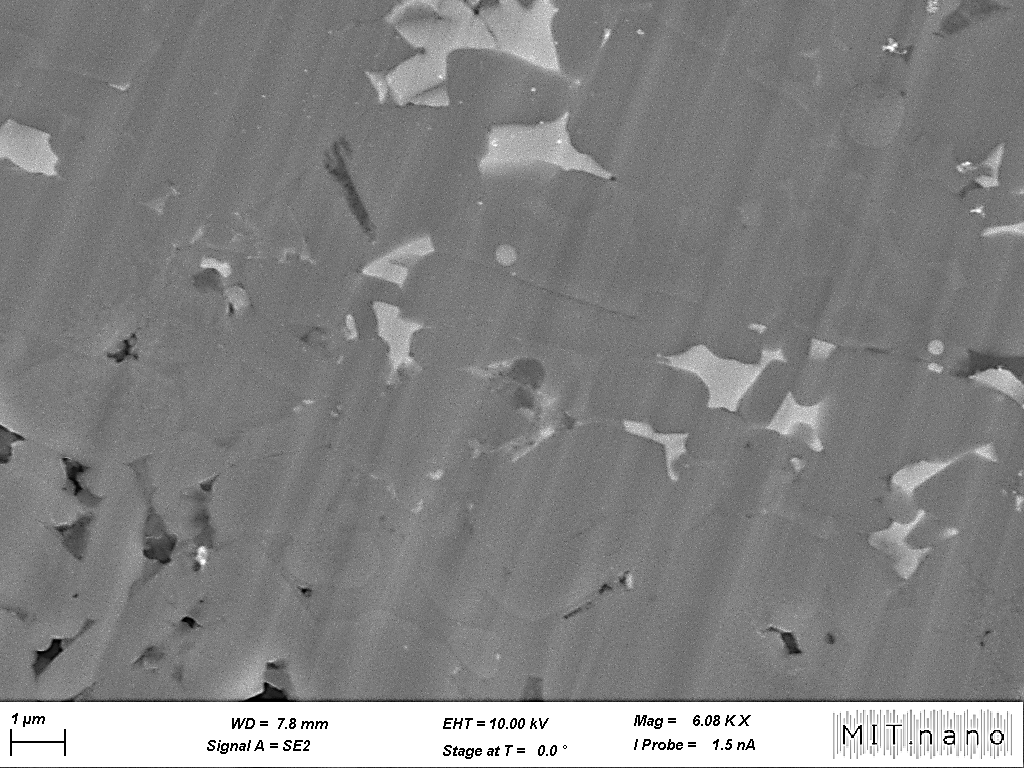 1 µm
WD = 7.8 mm
Signal A = SE2
EHT = 10.00 kV
Stage at T = 0.0 °
Mag = 6.08 K X
I Probe = 1.5 nA
MIT.nano